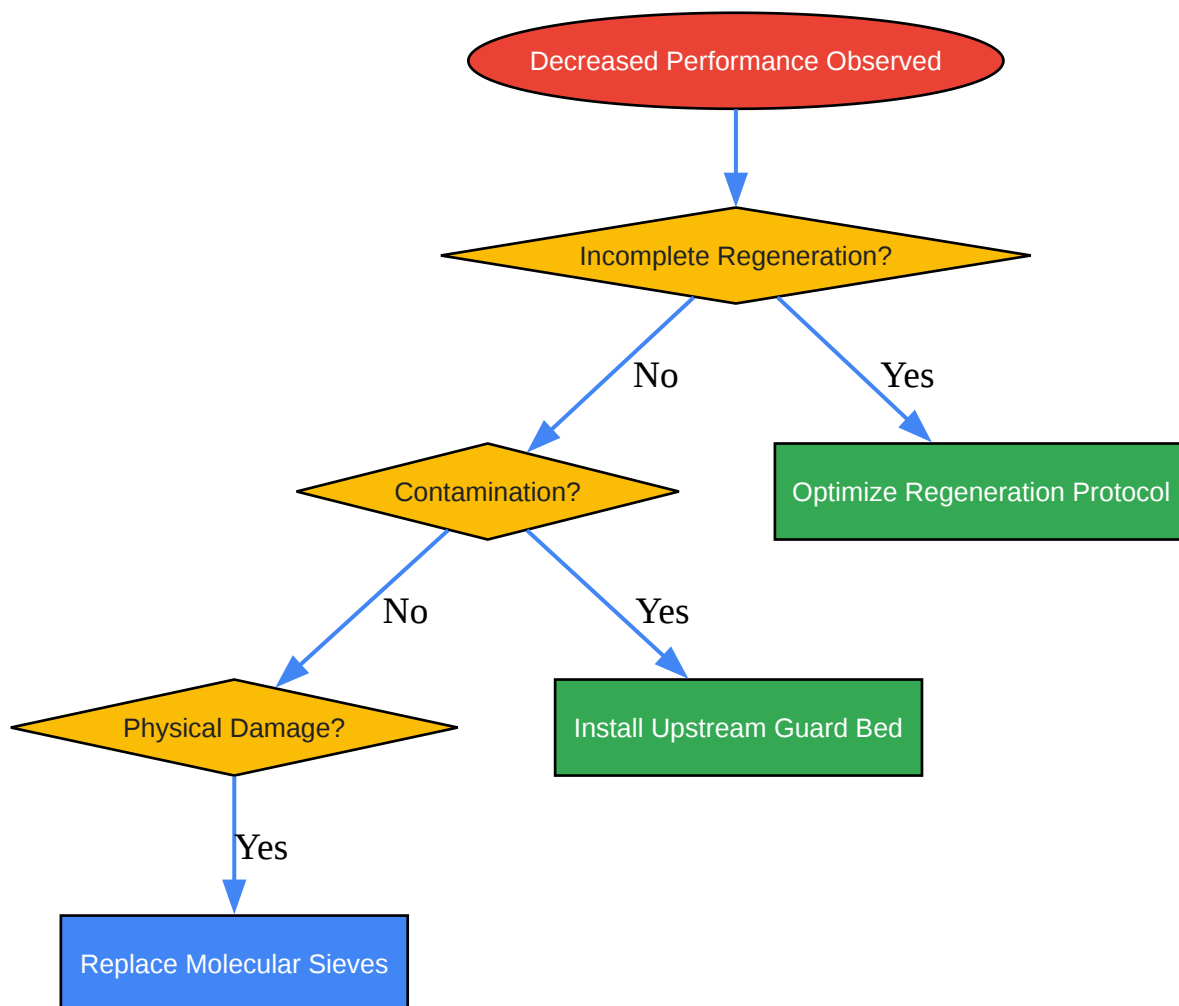 Decreased Performance Observed
Incomplete Regeneration?
No
Yes
Contamination?
Optimize Regeneration Protocol
No
Yes
Physical Damage?
Install Upstream Guard Bed
Yes
Replace Molecular Sieves